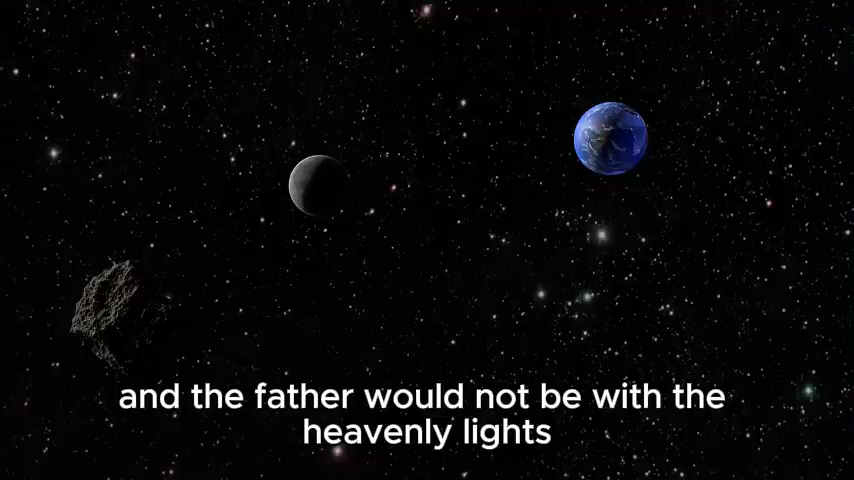 and the father would not be with the
heavenly lights